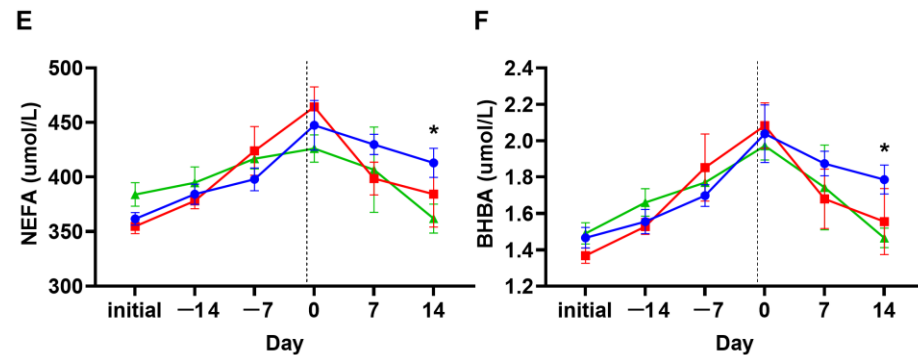 E
NEFA (umol/L)
500
450
400
350
300
*
initial —14 —7 0 7 14
Day
F
BHBA (umol/L)
2.4
2.2
2.0
1.8
1.6
1.4
1.2
*
initial —14 —7 0 7 14
Day